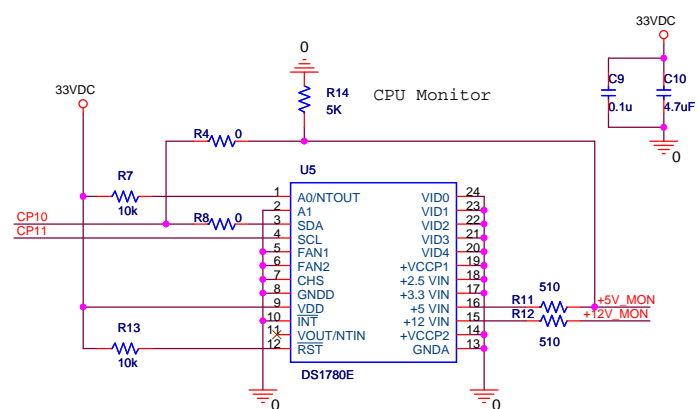 33VDC
0
33VDC
R14
5K
CPU Monitor
C9
0.1u
C10
4.7uF
0
R4
0
U5
R7
10k
1
A0/NTOUT
VID0
24
2
A1
VID1
23
CP10
R8
0
3
SDA
VID2
22
CP11
4
SCL
VID3
21
5
FAN1
VID4
20
6
FAN2
+VCCP1
19
7
CHS
+2.5 VIN
18
8
GNDD
+3.3 VIN
17
510
9
VDD
+5 VIN
16
R11
+5V_MON
10
INT
+12 VIN
15
R12
+12V_MON
R13
10k
11
VOUT/NTIN
+VCCP2
14
510
12
RST
GNDA
13
DS1780E
0
0